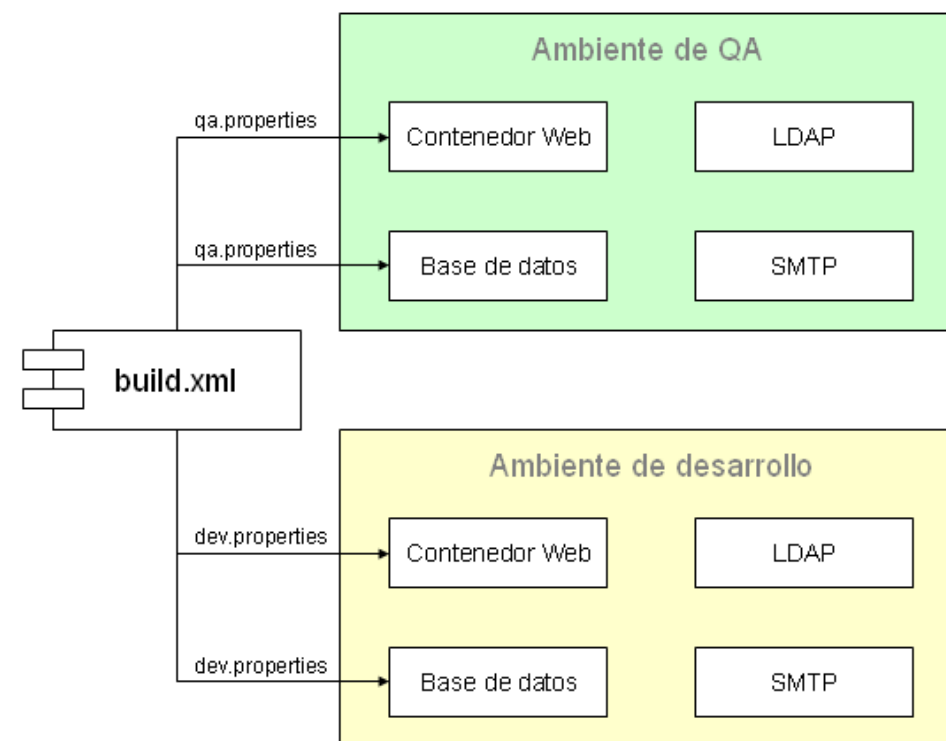 Ambiente de QA
qa.properties
Contenedor Web
LDAP
qa.properties
Base de datos
SMTP
build.xml
Ambiente de desarrollo
dev.properties
Contenedor Web
LDAP
dev.properties
Base de datos
SMTP